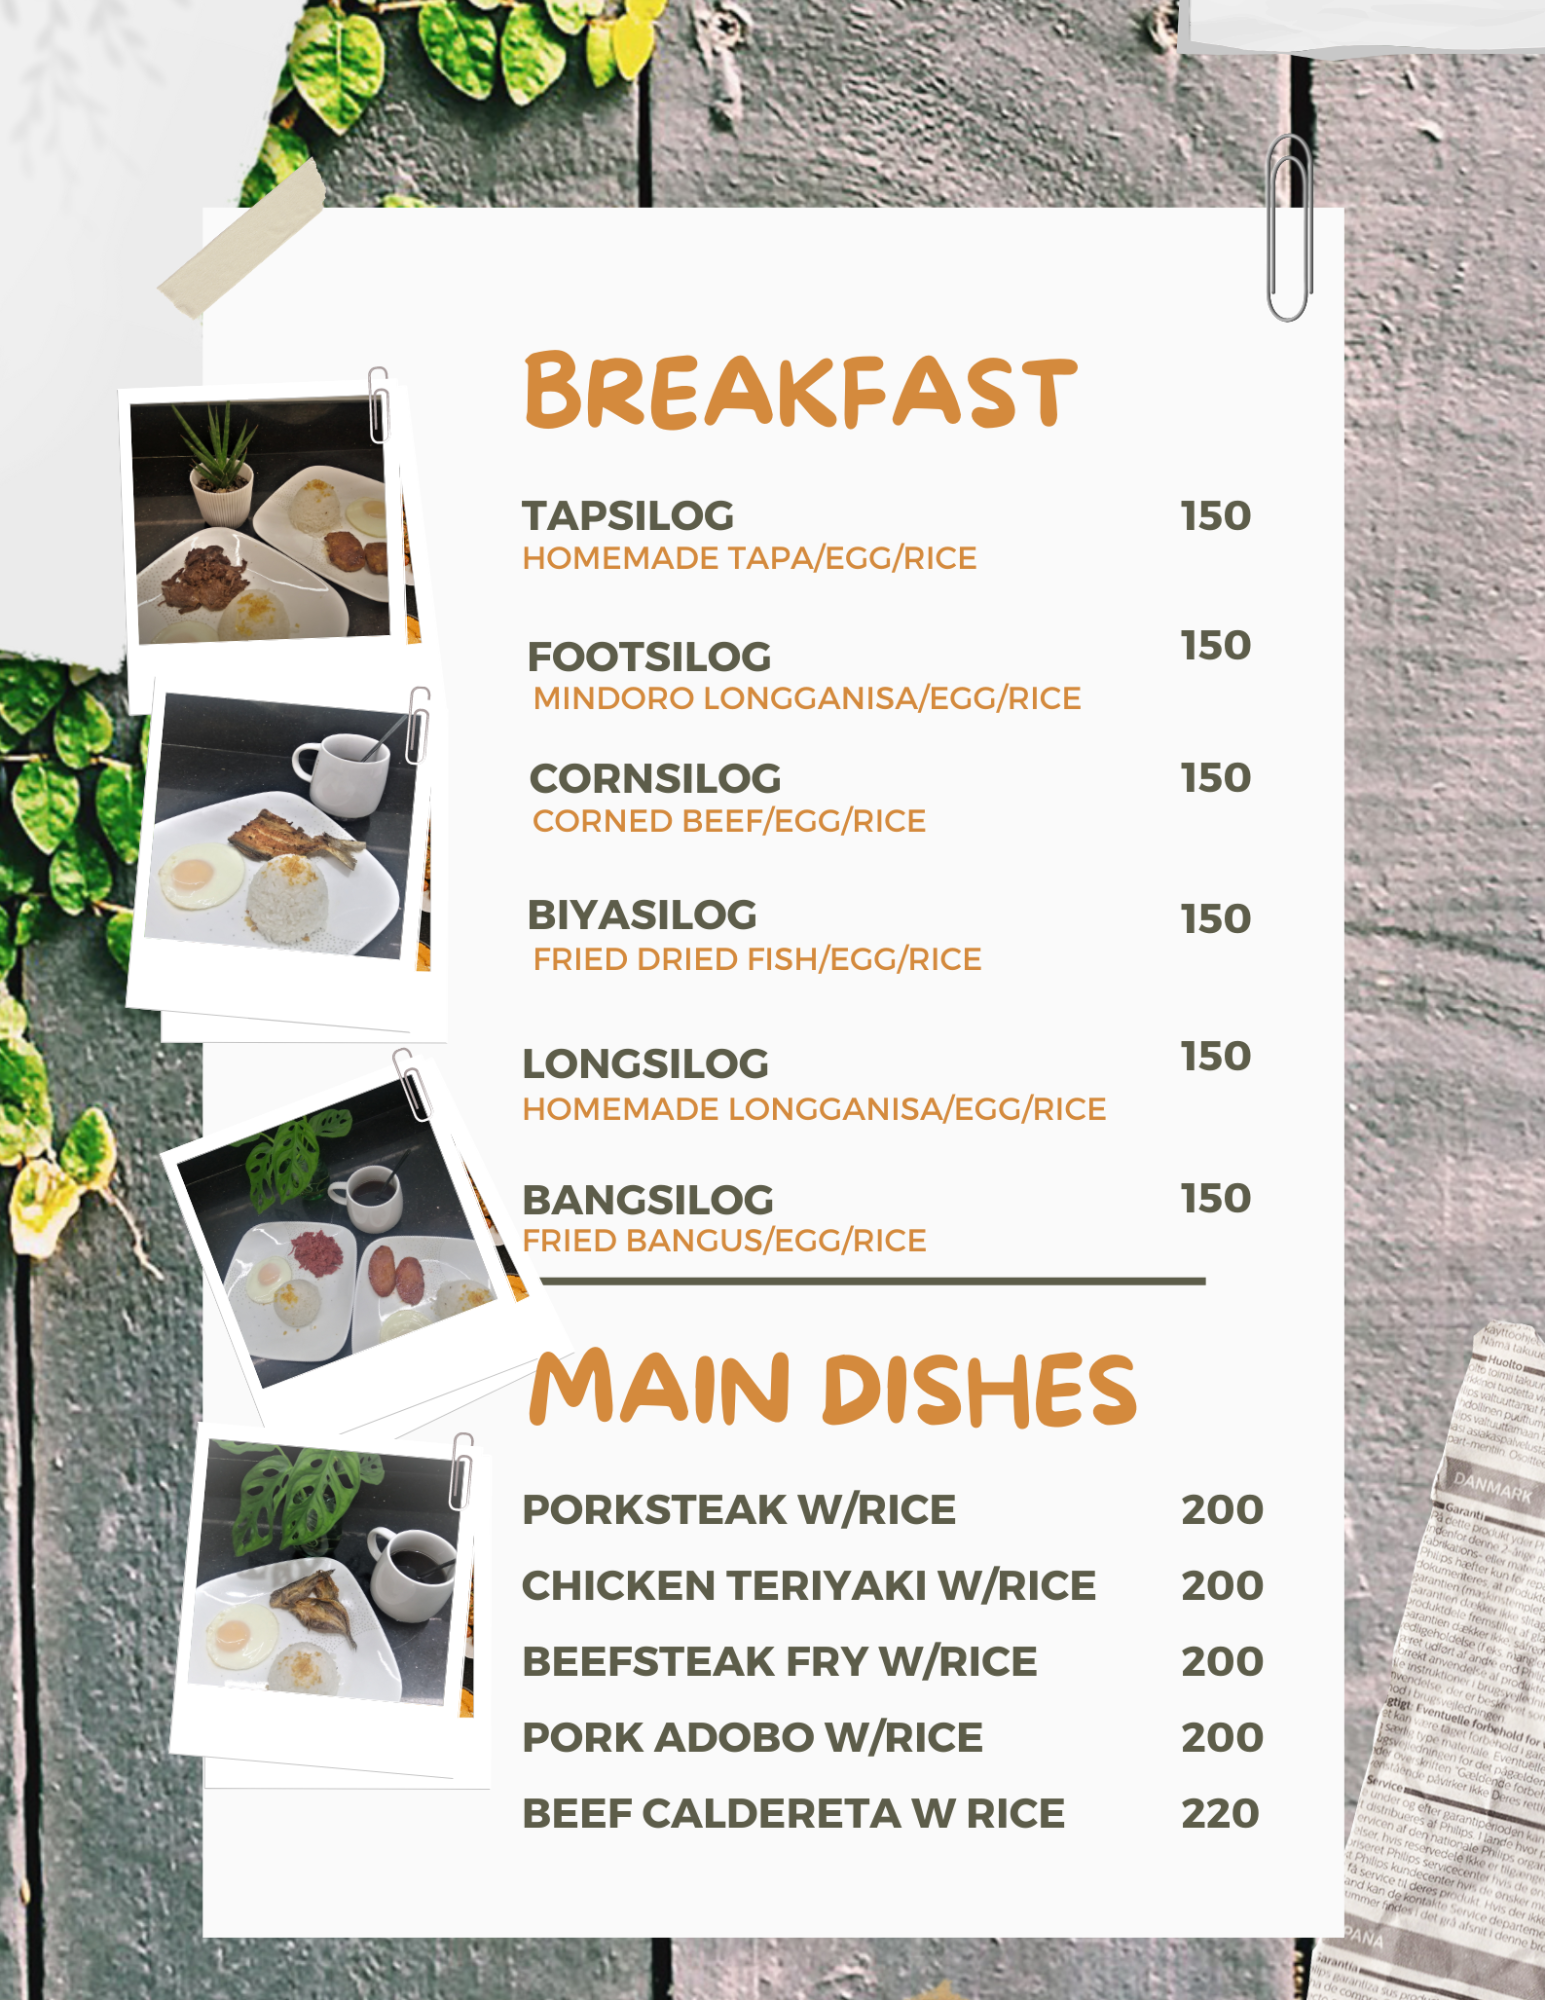 BREAKFAST
TAPSILOG 150
HOMEMADE TAPA/EGG/RICE
FOOTSILOG 150
MINDORO LONGGANISA/EGG/RICE
CORNSILOG 150
CORNED BEEF/EGG/RICE
BIYASILOG 150
FRIED DRIED FISH/EGG/RICE
LONGSILOG 150
HOMEMADE LONGGANISA/EGG/RICE
BANGSILOG 150
FRIED BANGUS/EGG/RICE
MAIN DISHES
PORKSTEAK W/RICE 200
CHICKEN TERIYAKI W/RICE 200
BEEFSTEAK FRY W/RICE 200
PORK ADOBO W/RICE 200
BEEF CALDERETA W RICE 220
Huolto
DANMARK
Garanti
Service